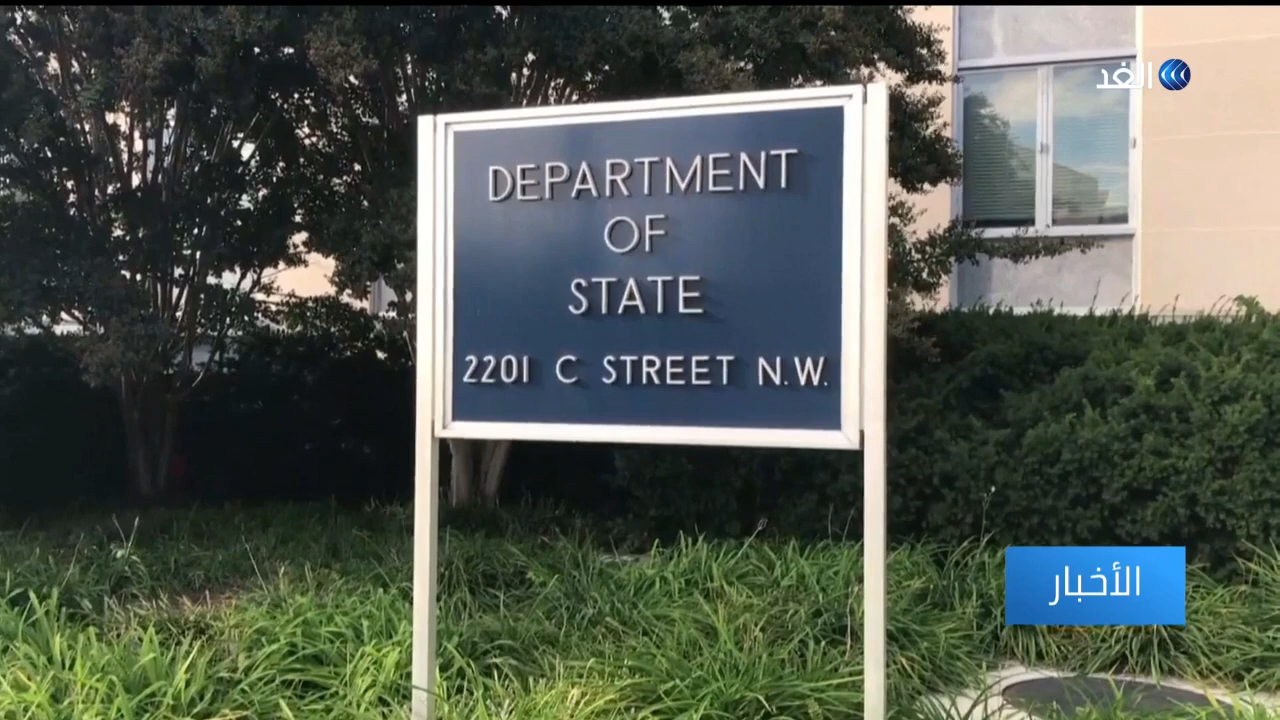 الغد
DEPARTMENT
OF
STATE
2201 C STREET N.W.
الأخبار